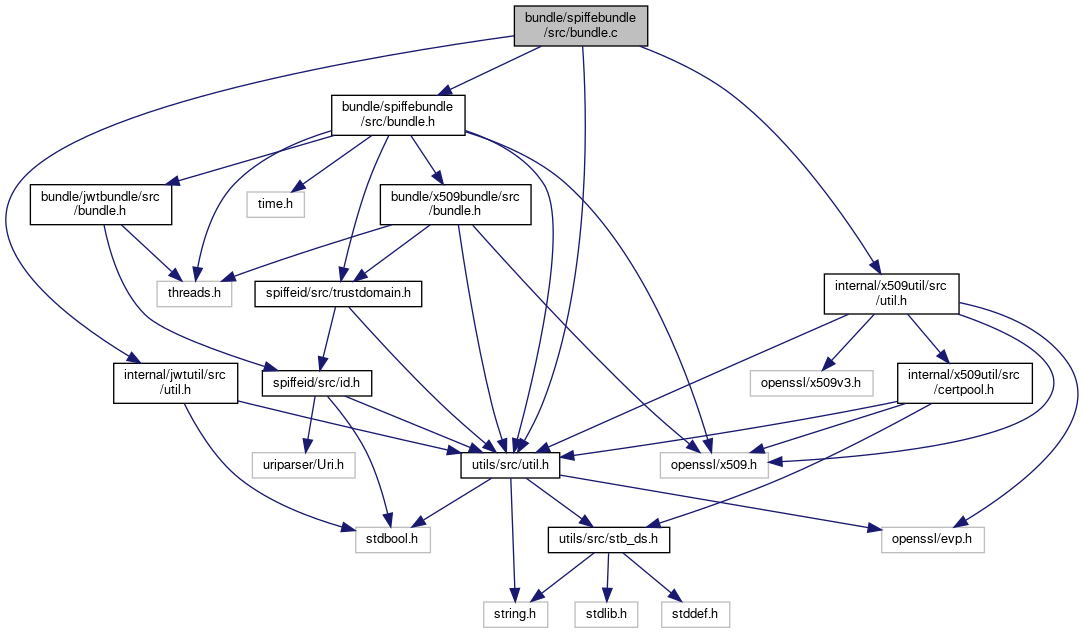 bundle/spiffebundle
/src/bundle.c
bundle/spiffebundle
/src/bundle.h
bundle/jwtbundle/src
/bundle.h
time.h
bundle/x509bundle/src
/bundle.h
threads.h
spiffeid/src/trustdomain.h
internal/x509util/src
/util.h
internal/jwtutil/src
/util.h
spiffeid/src/id.h
openssl/x509v3.h
internal/x509util/src
/certpool.h
uriparser/Uri.h
utils/src/util.h
openssl/x509.h
stdbool.h
utils/src/stb_ds.h
openssl/evp.h
string.h
stdlib.h
stddef.h